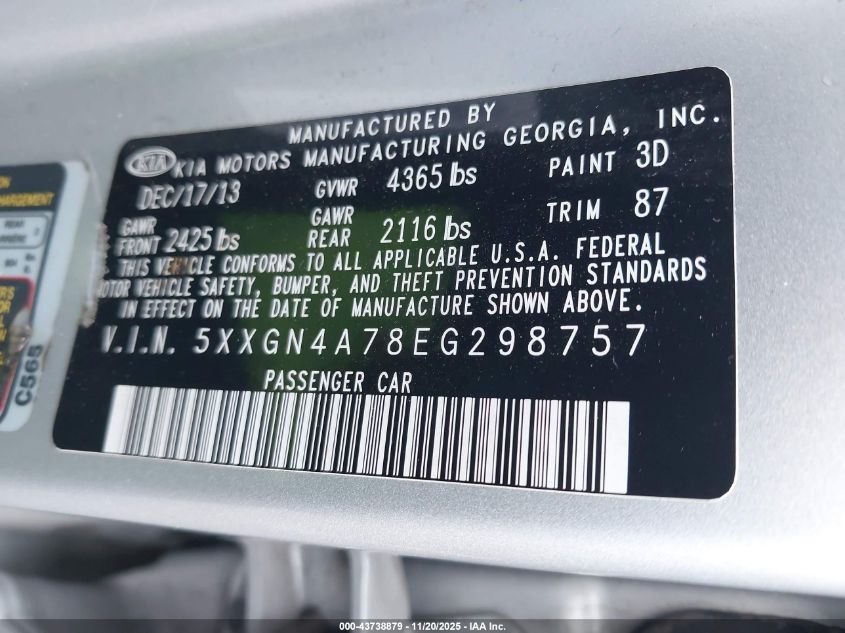 MANUFACTURED BY
KIA KIA MOTORS MANUFACTURING GEORGIA, INC.
DEC/17/13 GVWR 4365 lbs PAINT 3D
GAWR FRONT 2425 lbs GAWR REAR 2116 lbs TRIM 87
THIS VEHICLE CONFORMS TO ALL APPLICABLE U.S.A. FEDERAL
MOTOR VEHICLE SAFETY, BUMPER, AND THEFT PREVENTION STANDARDS
IN EFFECT ON THE DATE OF MANUFACTURE SHOWN ABOVE.
V.I.N. 5XXGN4A78EG298757
PASSENGER CAR
REAR
C568
000-43738879 - 11/20/2025 - IAA Inc.